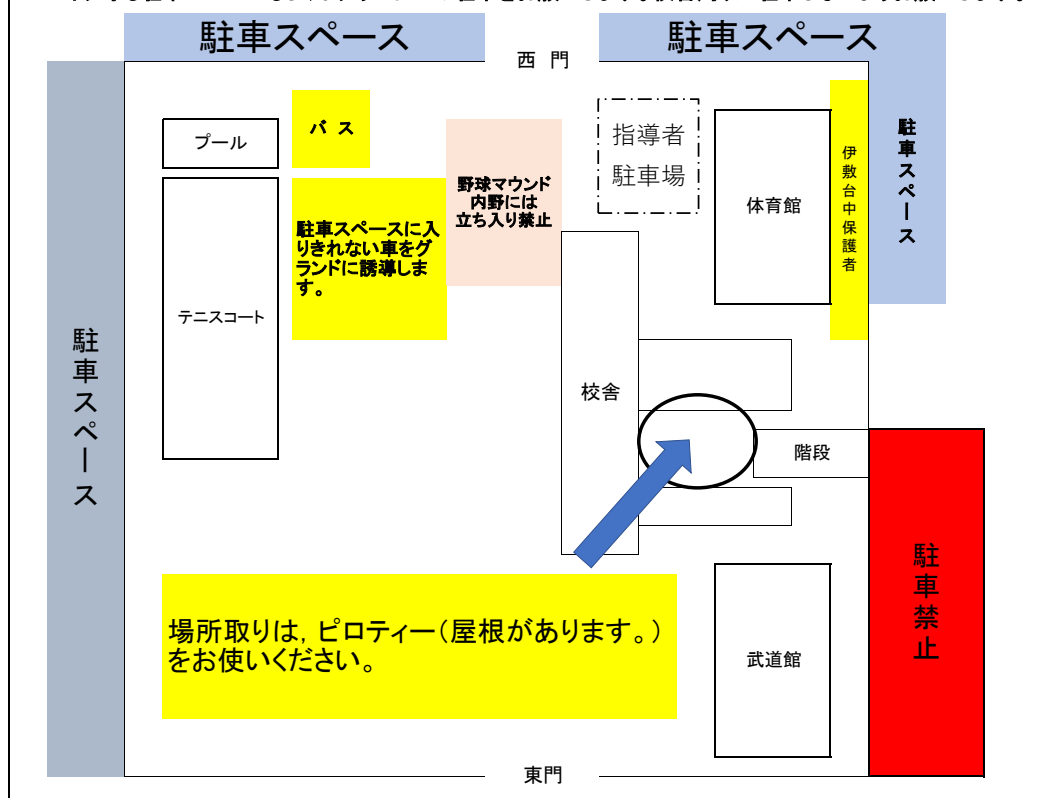 駐車スペース
駐車スペース
西 門
プール
バ ス
指導者
駐車場
駐車スペース
野球マウンド
内野には
立ち入り禁止
伊敷台中保護者
体育館
駐車スペースに入
りきれない車をグ
ランドに誘導しま
す。
テニスコート
駐車スペース
校舎
階段
駐車禁止
場所取りは, ピロティー(屋根があります。)
をお使いください。
武道館
東門